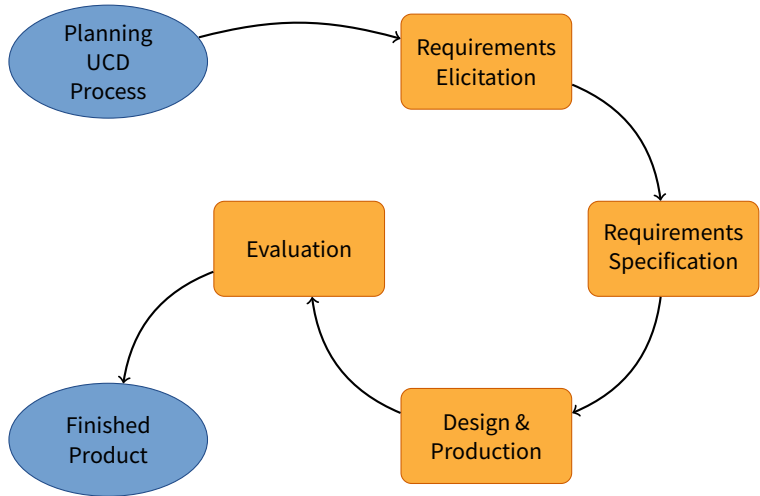 Planning
UCD
Process
Requirements
Elicitation
Requirements
Specification
Evaluation
Design &
Production
Finished
Product